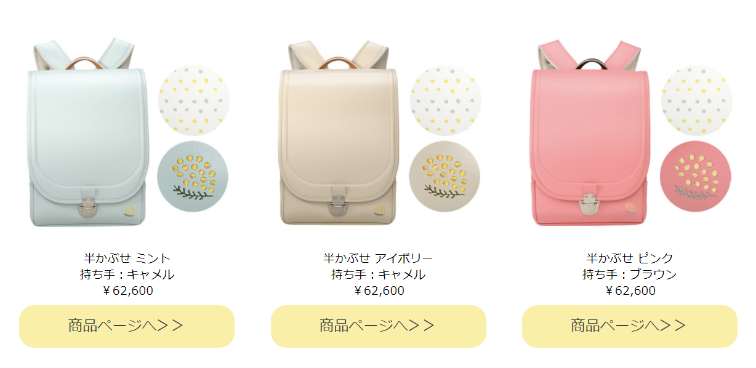 半かぶせ ミント
持ち手：キャメル
￥62,600
商品ページへ＞＞
半かぶせ アイボリー
持ち手：キャメル
￥62,600
商品ページへ＞＞
半かぶせ ピンク
持ち手：ブラウン
￥62,600
商品ページへ＞＞